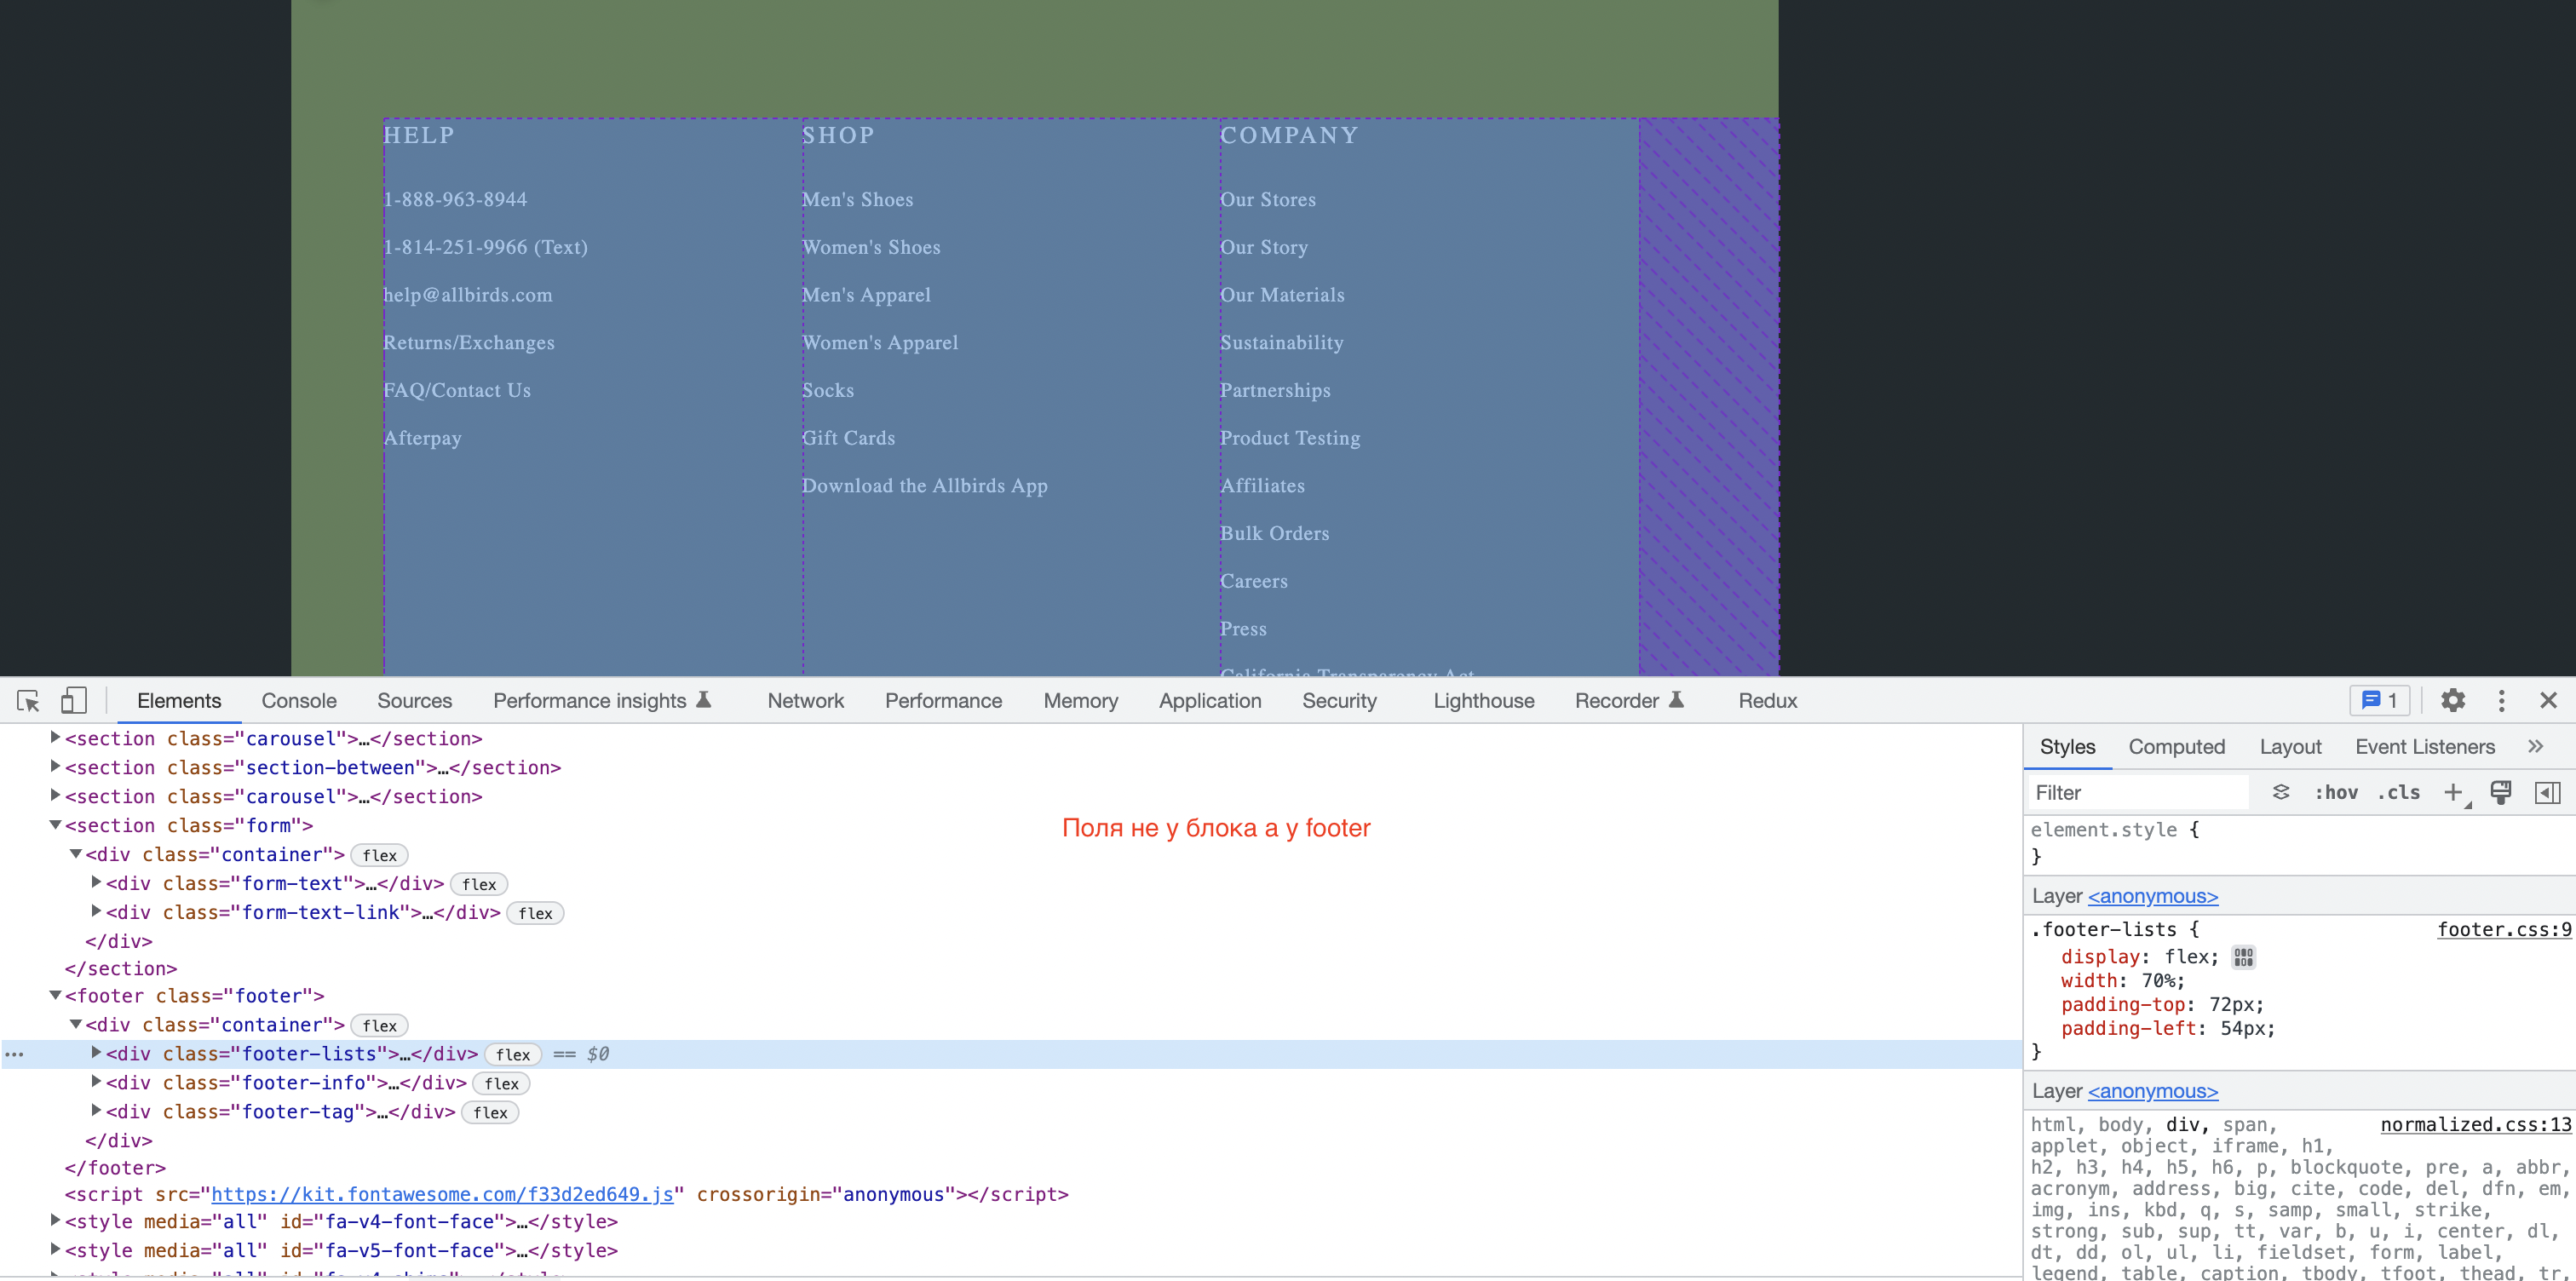 HELP
SHOP
COMPANY
1-888-963-8944
Men's Shoes
Our Stores
1-814-251-9966 (Text)
Women's Shoes
Our Story
help@allbirds.com
Men's Apparel
Our Materials
Returns/Exchanges
Women's Apparel
Sustainability
FAQ/Contact Us
Socks
Partnerships
Afterpay
Gift Cards
Product Testing
Download the Allbirds App
Affiliates
Bulk Orders
Careers
Press
California Transparency Act
Elements Console Sources Performance insights Network Performance Memory Application Security Lighthouse Recorder Redux 1
<section class="carousel">…</section>
<section class="section-between">…</section>
<section class="carousel">…</section>
<section class="form">
Поля не у блока а у footer
<div class="container"> flex
<div class="form-text">…</div> flex
<div class="form-text-link">…</div> flex
</div>
</section>
<footer class="footer">
<div class="container"> flex
… <div class="footer-lists">…</div> flex == $0
<div class="footer-info">…</div> flex
<div class="footer-tag">…</div> flex
</div>
</footer>
<script src="https://kit.fontawesome.com/f33d2ed649.js" crossorigin="anonymous"></script>
<style media="all" id="fa-v4-font-face">…</style>
<style media="all" id="fa-v5-font-face">…</style>
Styles Computed Layout Event Listeners »
Filter :hov .cls +
element.style {
}
Layer <anonymous>
.footer-lists { footer.css:9
display: flex;
width: 70%;
padding-top: 72px;
padding-left: 54px;
}
Layer <anonymous>
html, body, div, span, normalized.css:13
applet, object, iframe, h1,
h2, h3, h4, h5, h6, p, blockquote, pre, a, abbr,
acronym, address, big, cite, code, del, dfn, em,
img, ins, kbd, q, s, samp, small, strike,
strong, sub, sup, tt, var, b, u, i, center, dl,
dt, dd, ol, ul, li, fieldset, form, label,
legend, table, caption, tbody, tfoot, thead, tr,